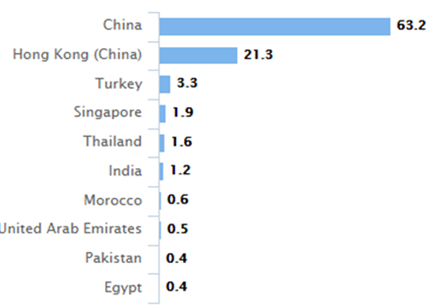 China 63.2
Hong Kong (China) 21.3
Turkey 3.3
Singapore 1.9
Thailand 1.6
India 1.2
Morocco 0.6
United Arab Emirates 0.5
Pakistan 0.4
Egypt 0.4